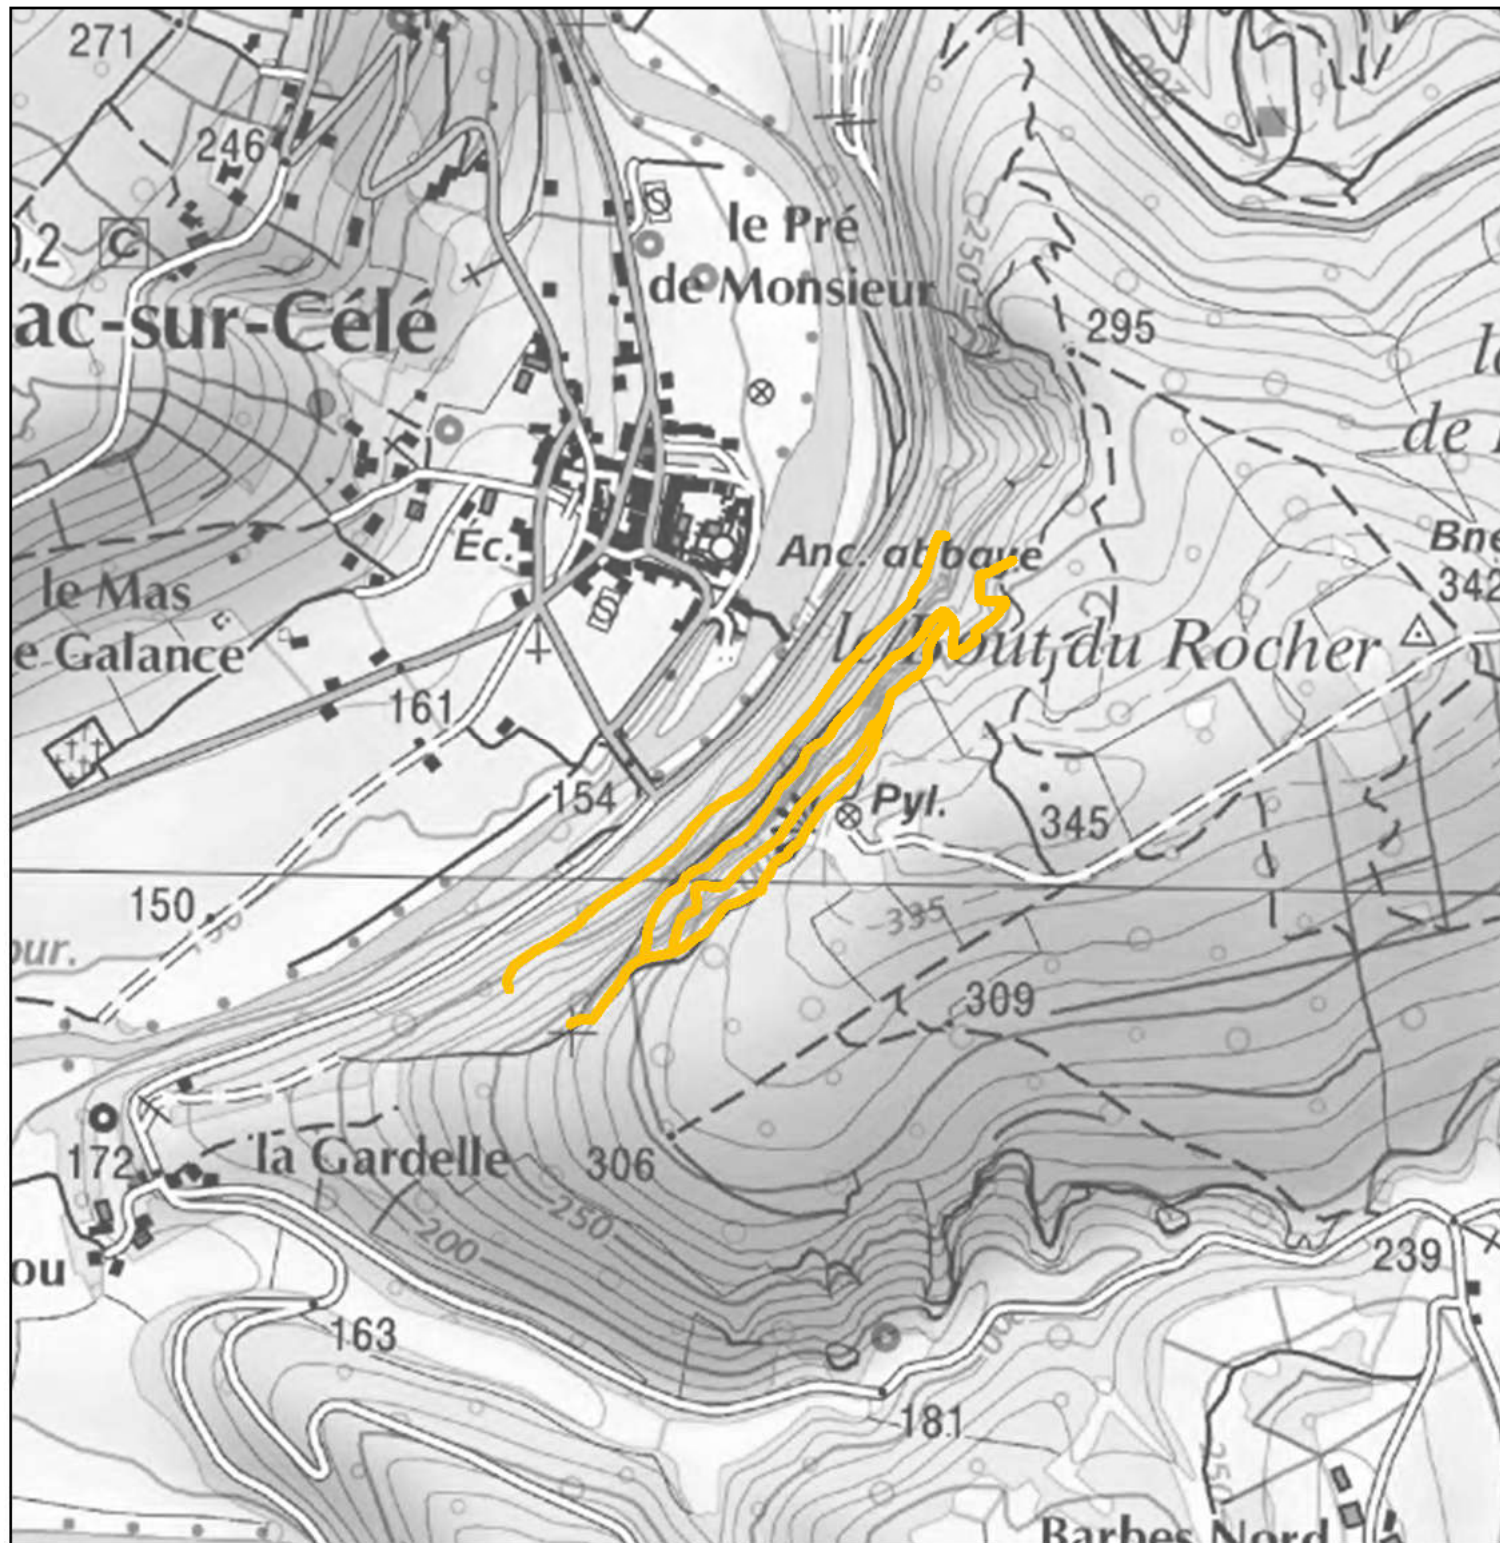 271
246
C
le Pré
de Monsieur
250
0,2
ac-sur-Célé
295
de
Anc. abbaye
Éc.
Bne
342
le Mas
e Galance
le Bout du Rocher
161
154
Pyl.
345
150
335
our.
309
172
la Gardelle
306
250
200
239
ou
163
181
250
Barbes Nord